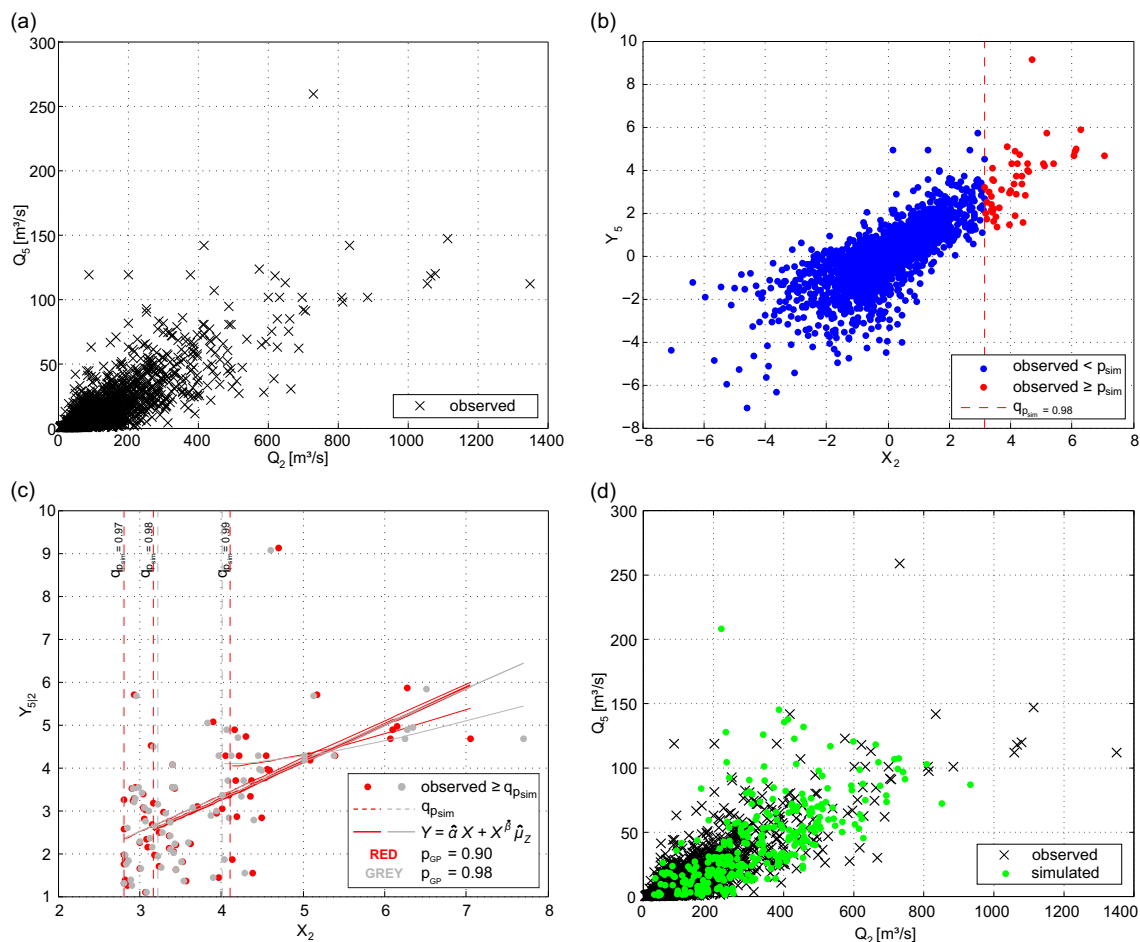 (a)
300
250
200
150
100
50
0
0
200
400
600
800
1000
1200
1400
Q5 [m³/s]
Q2 [m³/s]
observed
(b)
10
8
6
4
2
0
−2
−4
−6
−8
−8
−6
−4
−2
0
2
4
6
8
Y5
X2
observed < psim
observed ≥ psim
qpsim = 0.98
(c)
10
9
8
7
6
5
4
3
2
1
2
3
4
5
6
7
8
Y5|2
X2
qpsim = 0.97
qpsim = 0.98
qpsim = 0.99
observed ≥ qpsim
qpsim
Y = α̂ X + X^β̂ μ̂Z
RED pGP = 0.90
GREY pGP = 0.98
(d)
300
250
200
150
100
50
0
0
200
400
600
800
1000
1200
1400
Q5 [m³/s]
Q2 [m³/s]
observed
simulated